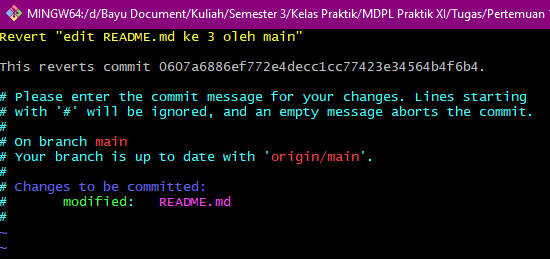 MINGW64:/d/Bayu Document/Kuliah/Semester 3/Kelas Praktik/MDPL Praktik XI/Tugas/Pertemuan
Revert "edit README.md ke 3 oleh main"
This reverts commit 0607a6886ef772e4decc1cc77423e34564b4f6b4.
# Please enter the commit message for your changes. Lines starting
# with '#' will be ignored, and an empty message aborts the commit.
#
# On branch main
# Your branch is up to date with 'origin/main'.
#
# Changes to be committed:
#       modified:   README.md
#
~
~